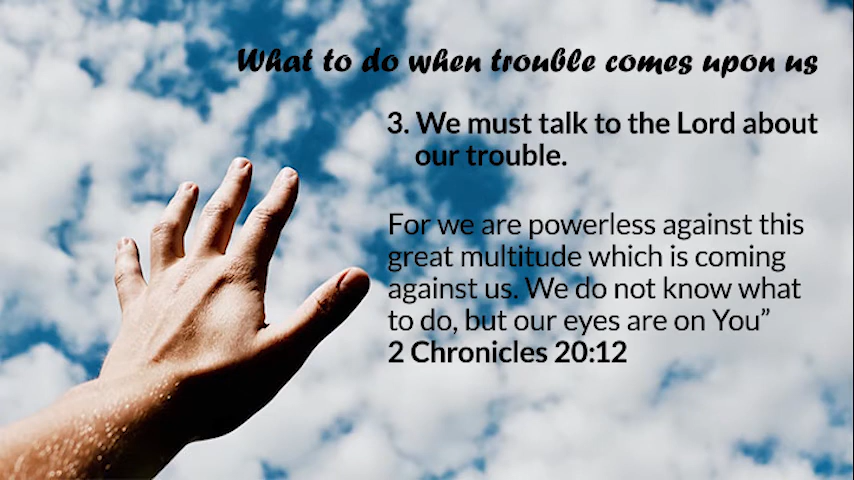 What to do when trouble comes upon us
3. We must talk to the Lord about
our trouble.
For we are powerless against this
great multitude which is coming
against us. We do not know what
to do, but our eyes are on You”
2 Chronicles 20:12